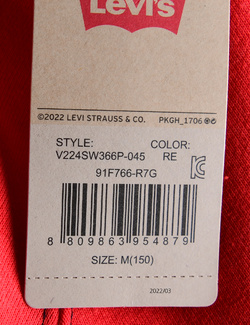 Levi's
©2022 LEVI STRAUSS & CO. PKGH_1706
STYLE: COLOR:
V224SW366P-045 RE
91F766-R7G
8 809863 954879
SIZE: M(150)
2022/03